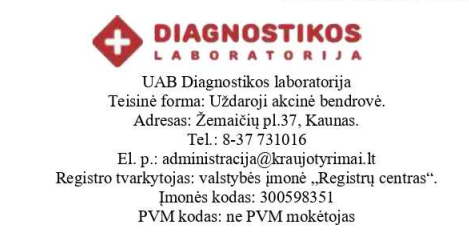 DIAGNOSTIKOS
LABORATORIJA
UAB Diagnostikos laboratorija
Teisinė forma: Uždaroji akcinė bendrovė.
Adresas: Žemaičių pl.37, Kaunas.
Tel.: 8-37 731016
El. p.: administracija@kraujotyrimai.lt
Registro tvarkytojas: valstybės įmonė „Registrų centras“.
Įmonės kodas: 300598351
PVM kodas: ne PVM mokėtojas